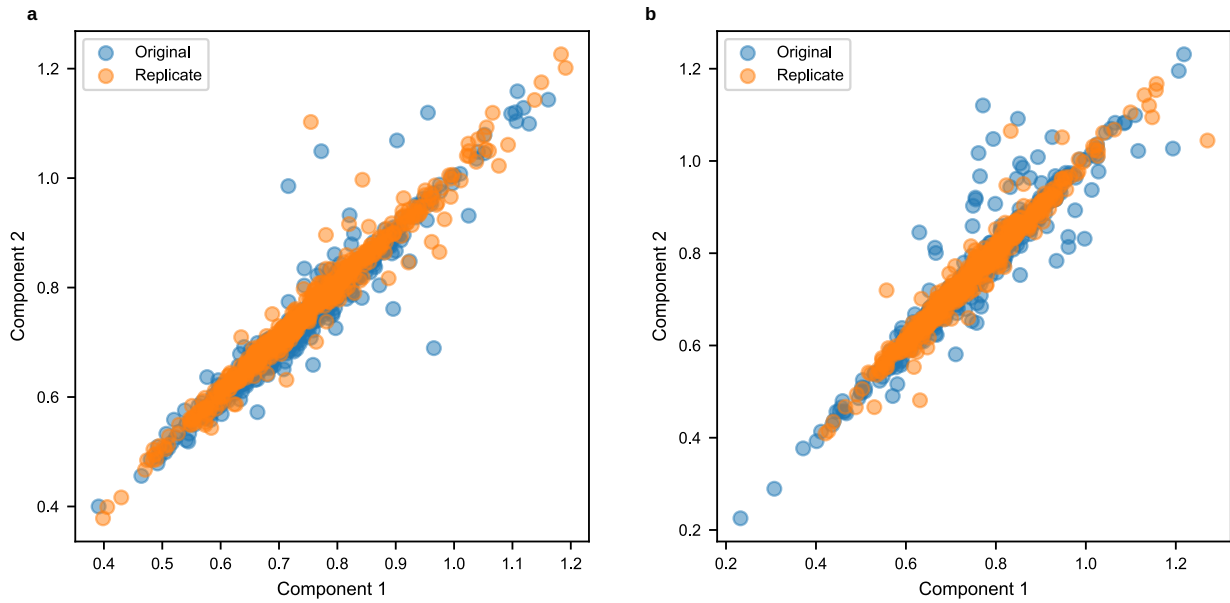 a
Original
Replicate
Component 2
1.2
1.0
0.8
0.6
0.4
0.4 0.5 0.6 0.7 0.8 0.9 1.0 1.1 1.2
Component 1
b
Original
Replicate
Component 2
1.2
1.0
0.8
0.6
0.4
0.2
0.2 0.4 0.6 0.8 1.0 1.2
Component 1